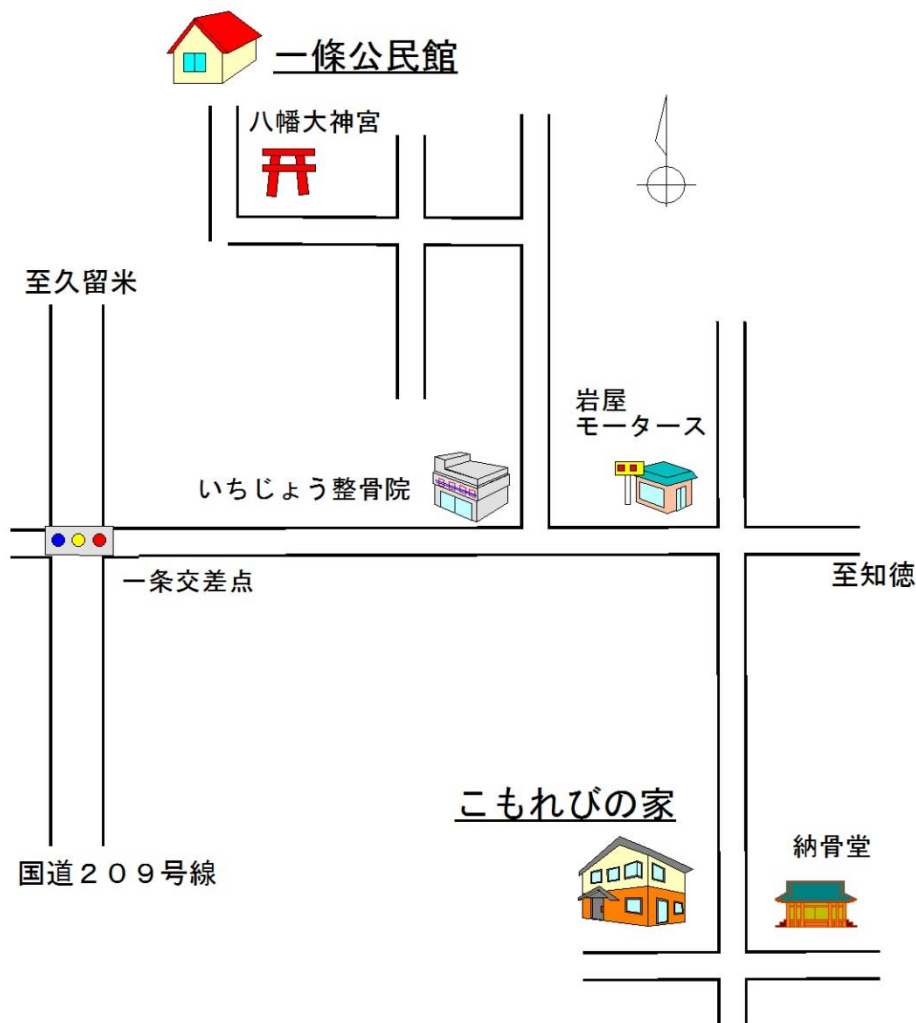 一條公民館
八幡大神宮
至久留米
岩屋
モータース
いちじょう整骨院
一条交差点
至知徳
こもれびの家
納骨堂
国道２０９号線